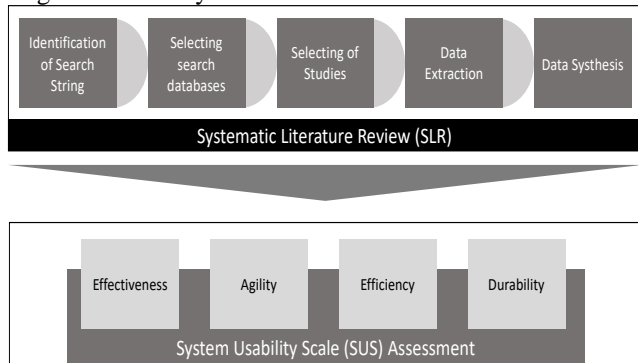 Identification
of Search
String
Selecting
search
databases
Selecting of
Studies
Data
Extraction
Data Systhesis
Systematic Literature Review (SLR)
Effectiveness
Agility
Efficiency
Durability
System Usability Scale (SUS) Assessment